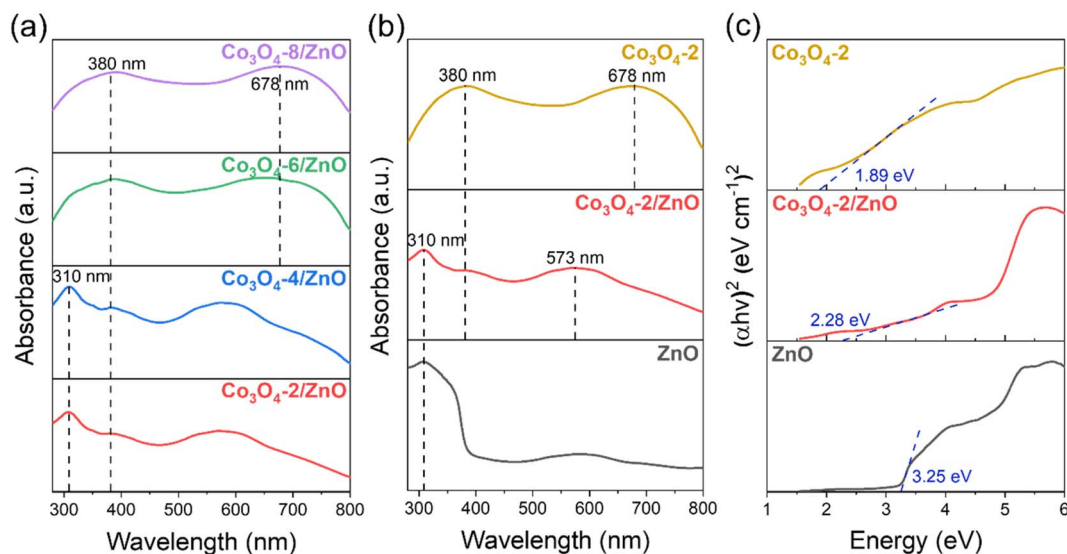 (a)
Co₃O₄-8/ZnO
380 nm
678 nm
Co₃O₄-6/ZnO
310 nm
Co₃O₄-4/ZnO
Co₃O₄-2/ZnO
Absorbance (a.u.)
300 400 500 600 700 800
Wavelength (nm)
(b)
Co₃O₄-2
380 nm
678 nm
Co₃O₄-2/ZnO
310 nm
573 nm
ZnO
Absorbance (a.u.)
300 400 500 600 700 800
Wavelength (nm)
(c)
Co₃O₄-2
1.89 eV
Co₃O₄-2/ZnO
2.28 eV
ZnO
3.25 eV
(αhv)² (eV cm⁻¹)²
1 2 3 4 5 6
Energy (eV)